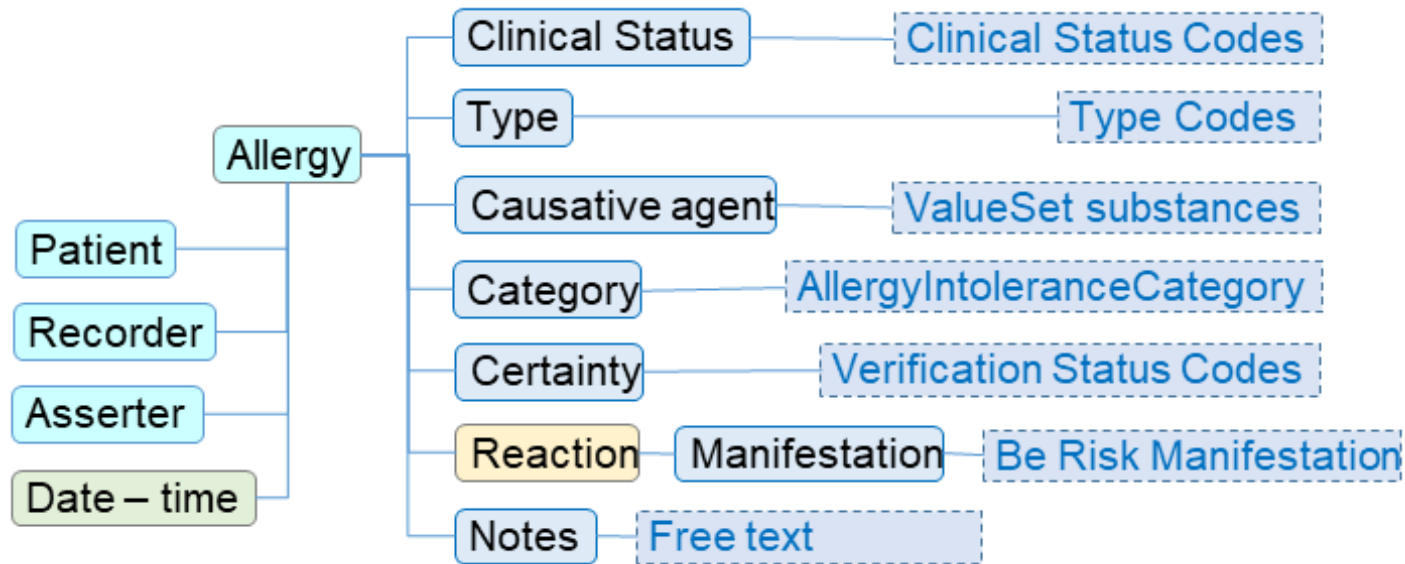 Clinical Status
Clinical Status Codes
Type
Type Codes
Allergy
Causative agent
ValueSet substances
Patient
Category
AllergyIntoleranceCategory
Recorder
Certainty
Verification Status Codes
Asserter
Reaction
Manifestation
Be Risk Manifestation
Date – time
Notes
Free text